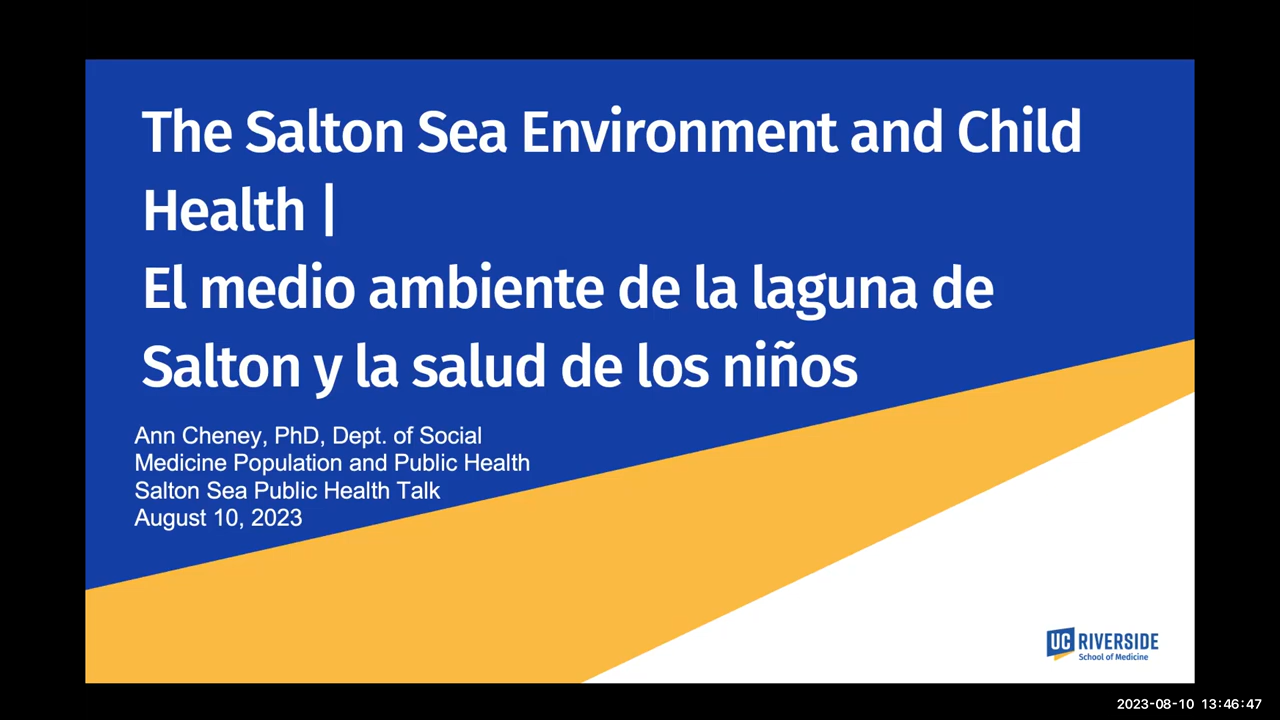 The Salton Sea Environment and Child
Health |
El medio ambiente de la laguna de
Salton y la salud de los niños
Ann Cheney, PhD, Dept. of Social
Medicine Population and Public Health
Salton Sea Public Health Talk
August 10, 2023
UC RIVERSIDE
School of Medicine
2023-08-10 13:46:47